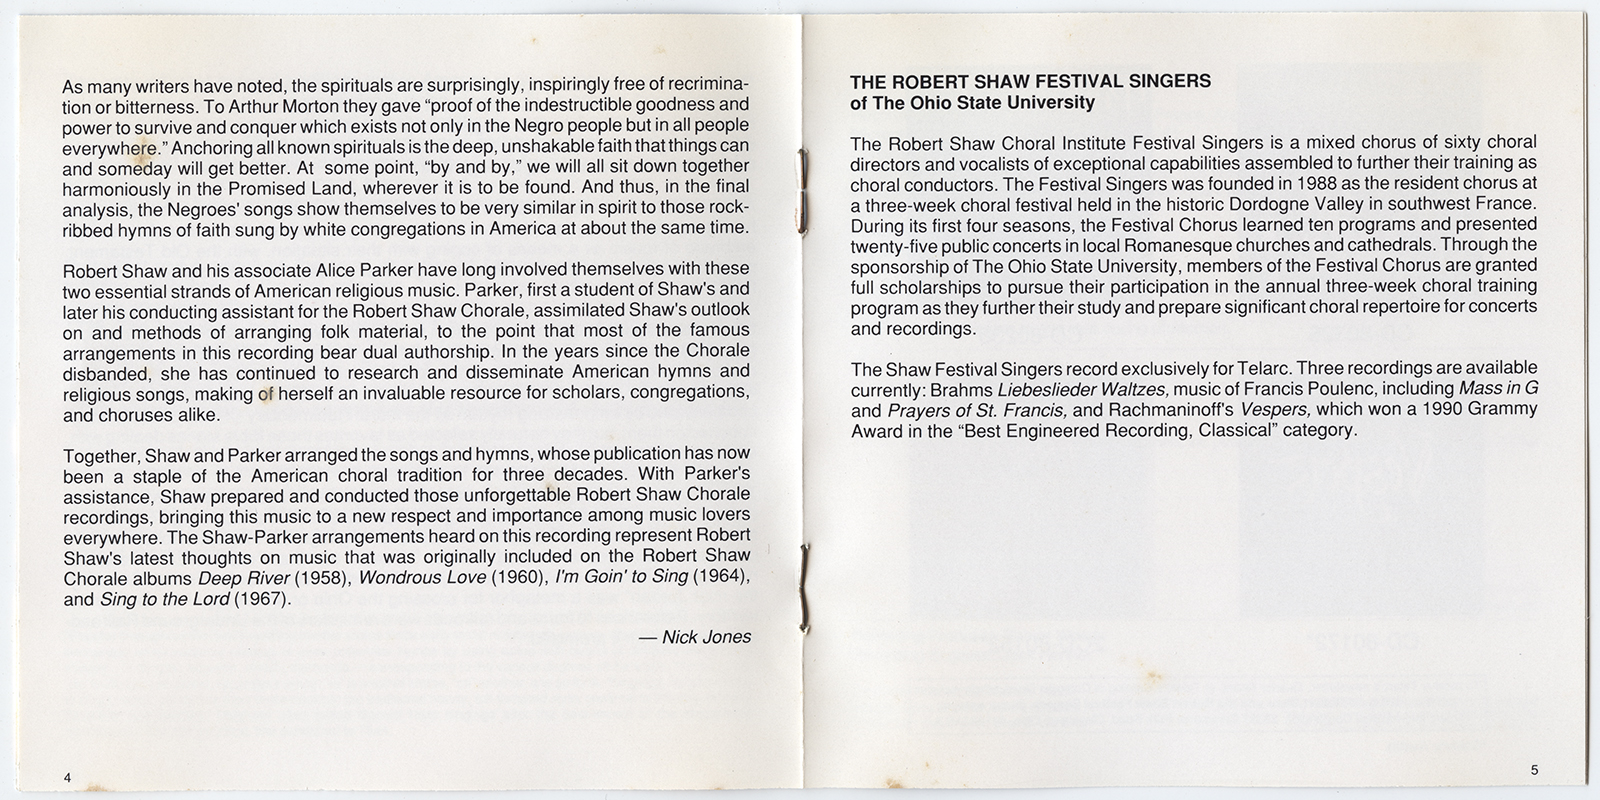 As many writers have noted, the spirituals are surprisingly, inspiringly free of recrimina-
tion or bitterness. To Arthur Morton they gave “proof of the indestructible goodness and
power to survive and conquer which exists not only in the Negro people but in all people
everywhere.” Anchoring all known spirituals is the deep, unshakable faith that things can
and someday will get better. At some point, “by and by,” we will all sit down together
harmoniously in the Promised Land, wherever it is to be found. And thus, in the final
analysis, the Negroes' songs show themselves to be very similar in spirit to those rock-
ribbed hymns of faith sung by white congregations in America at about the same time.
Robert Shaw and his associate Alice Parker have long involved themselves with these
two essential strands of American religious music. Parker, first a student of Shaw's and
later his conducting assistant for the Robert Shaw Chorale, assimilated Shaw's outlook
on and methods of arranging folk material, to the point that most of the famous
arrangements in this recording bear dual authorship. In the years since the Chorale
disbanded, she has continued to research and disseminate American hymns and
religious songs, making of herself an invaluable resource for scholars, congregations,
and choruses alike.
Together, Shaw and Parker arranged the songs and hymns, whose publication has now
been a staple of the American choral tradition for three decades. With Parker's
assistance, Shaw prepared and conducted those unforgettable Robert Shaw Chorale
recordings, bringing this music to a new respect and importance among music lovers
everywhere. The Shaw-Parker arrangements heard on this recording represent Robert
Shaw's latest thoughts on music that was originally included on the Robert Shaw
Chorale albums Deep River (1958), Wondrous Love (1960), I'm Goin' to Sing (1964),
and Sing to the Lord (1967).
— Nick Jones
4
THE ROBERT SHAW FESTIVAL SINGERS
of The Ohio State University
The Robert Shaw Choral Institute Festival Singers is a mixed chorus of sixty choral
directors and vocalists of exceptional capabilities assembled to further their training as
choral conductors. The Festival Singers was founded in 1988 as the resident chorus at
a three-week choral festival held in the historic Dordogne Valley in southwest France.
During its first four seasons, the Festival Chorus learned ten programs and presented
twenty-five public concerts in local Romanesque churches and cathedrals. Through the
sponsorship of The Ohio State University, members of the Festival Chorus are granted
full scholarships to pursue their participation in the annual three-week choral training
program as they further their study and prepare significant choral repertoire for concerts
and recordings.
The Shaw Festival Singers record exclusively for Telarc. Three recordings are available
currently: Brahms Liebeslieder Waltzes, music of Francis Poulenc, including Mass in G
and Prayers of St. Francis, and Rachmaninoff's Vespers, which won a 1990 Grammy
Award in the “Best Engineered Recording, Classical” category.
5